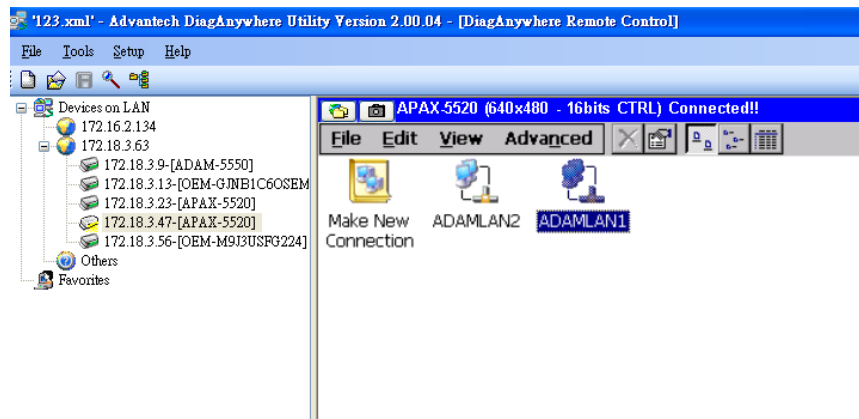 '123.xml' - Advantech DiagAnywhere Utility Version 2.00.04 - [DiagAnywhere Remote Control]
File Tools Setup Help
Devices on LAN
172.16.2.134
172.18.3.63
172.18.3.9-[ADAM-5550]
172.18.3.13-[OEM-GJNB1C6OSEM
172.18.3.23-[APAX-5520]
172.18.3.47-[APAX-5520]
172.18.3.56-[OEM-M9J3USFG224]
Others
Favorites
APAX-5520 (640x480 - 16bits CTRL) Connected!!
File Edit View Advanced
Make New
Connection
ADAMLAN2
ADAMLAN1